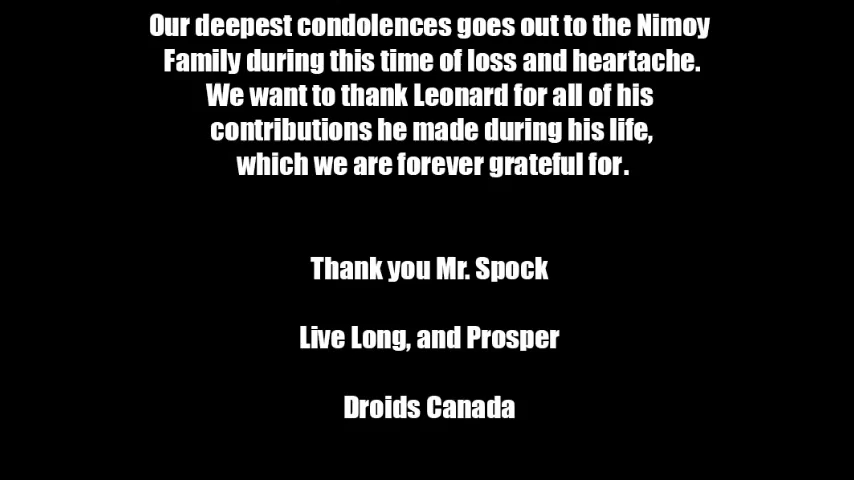 Our deepest condolences goes out to the Nimoy
Family during this time of loss and heartache.
We want to thank Leonard for all of his
contributions he made during his life,
which we are forever grateful for.
Thank you Mr. Spock
Live Long, and Prosper
Droids Canada